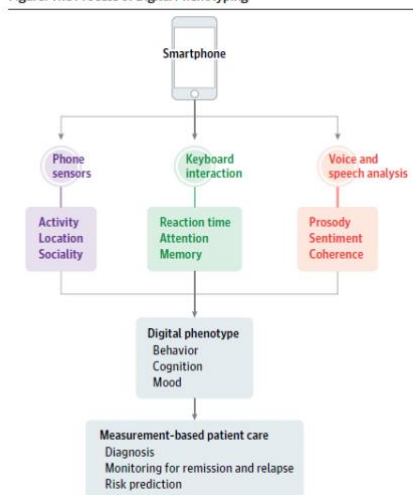 Smartphone
Phone
sensors
Keyboard
interaction
Voice and
speech analysis
Activity
Location
Sociality
Reaction time
Attention
Memory
Prosody
Sentiment
Coherence
Digital phenotype
Behavior
Cognition
Mood
Measurement-based patient care
Diagnosis
Monitoring for remission and relapse
Risk prediction